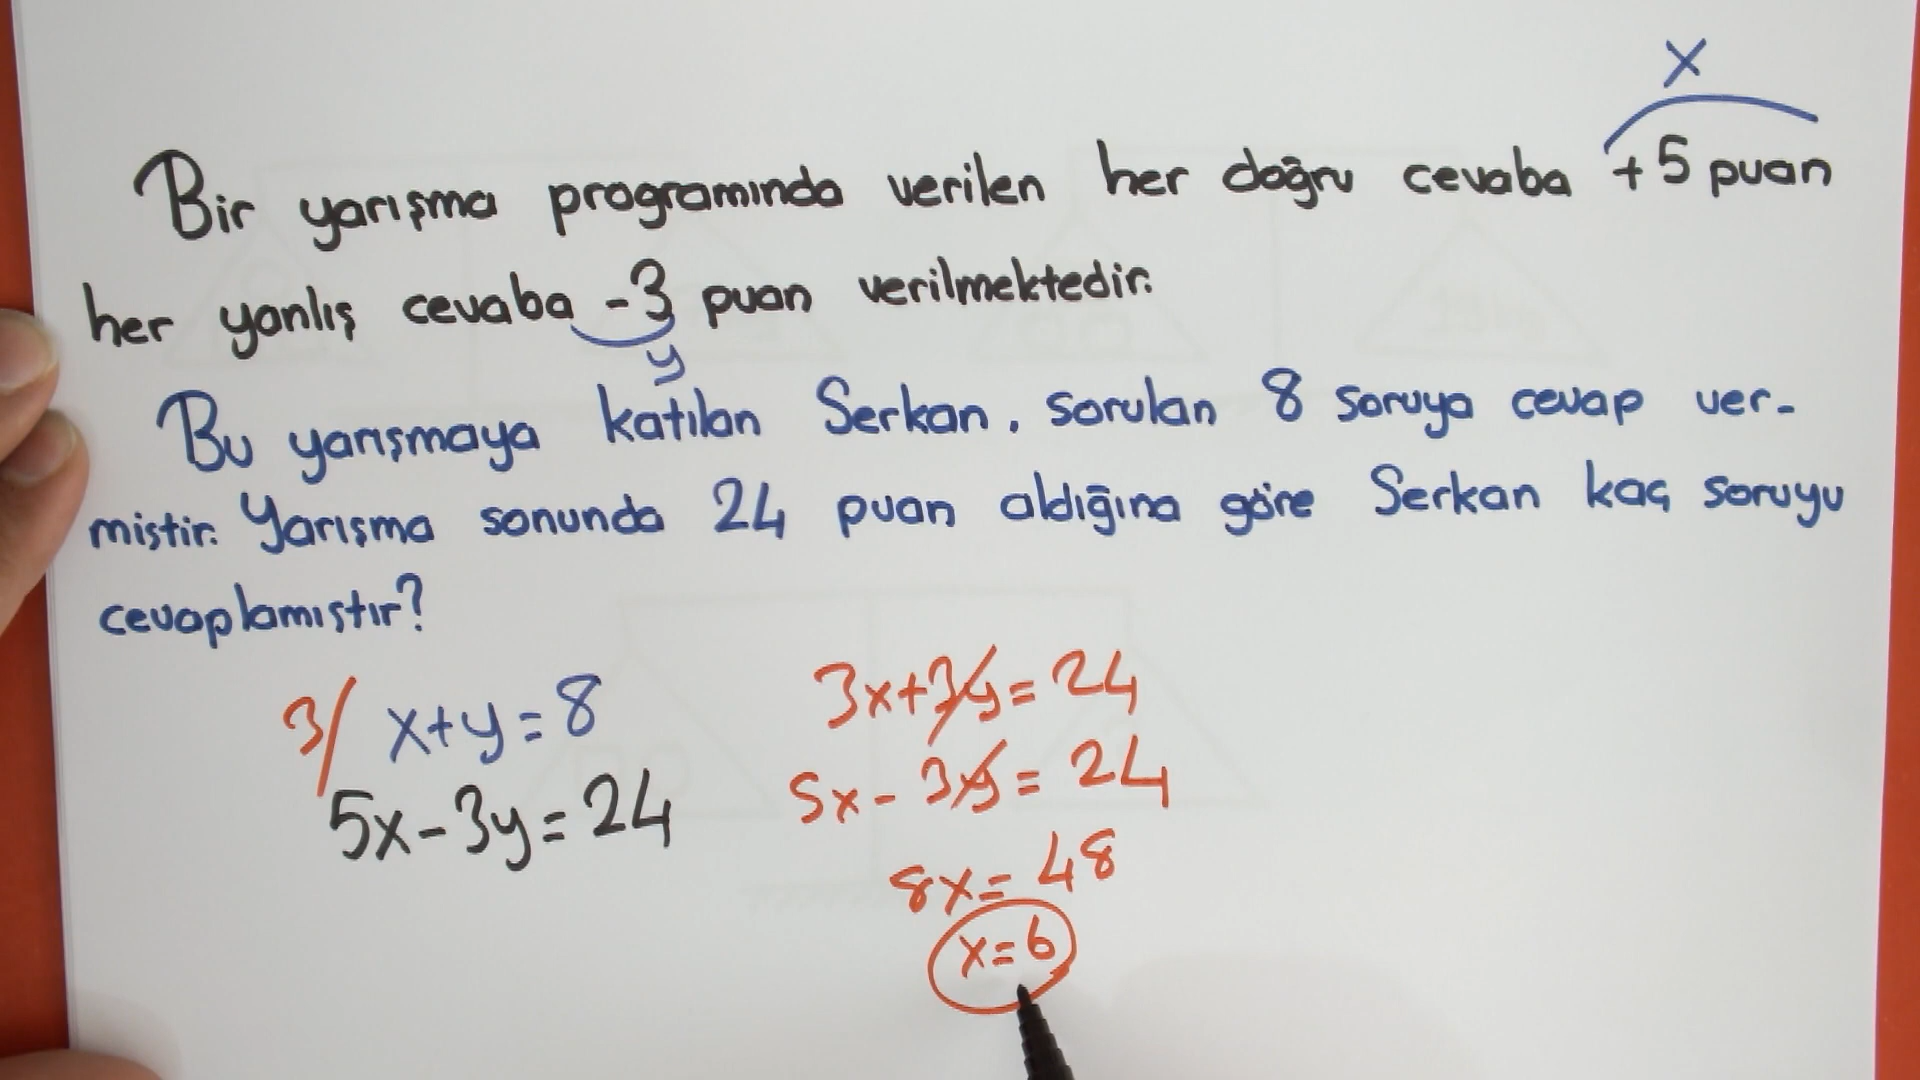 x
Bir yarışma programında verilen her doğru cevaba +5 puan
her yanlış cevaba -3 puan verilmektedir.
y
Bu yarışmaya katılan Serkan, sorulan 8 soruya cevap ver-
miştir. Yarışma sonunda 24 puan aldığına göre Serkan kaç soruyu
cevaplamıştır?
3/ x+y=8
5x-3y=24
3x+3y=24
5x-3y=24
8x=48
x=6